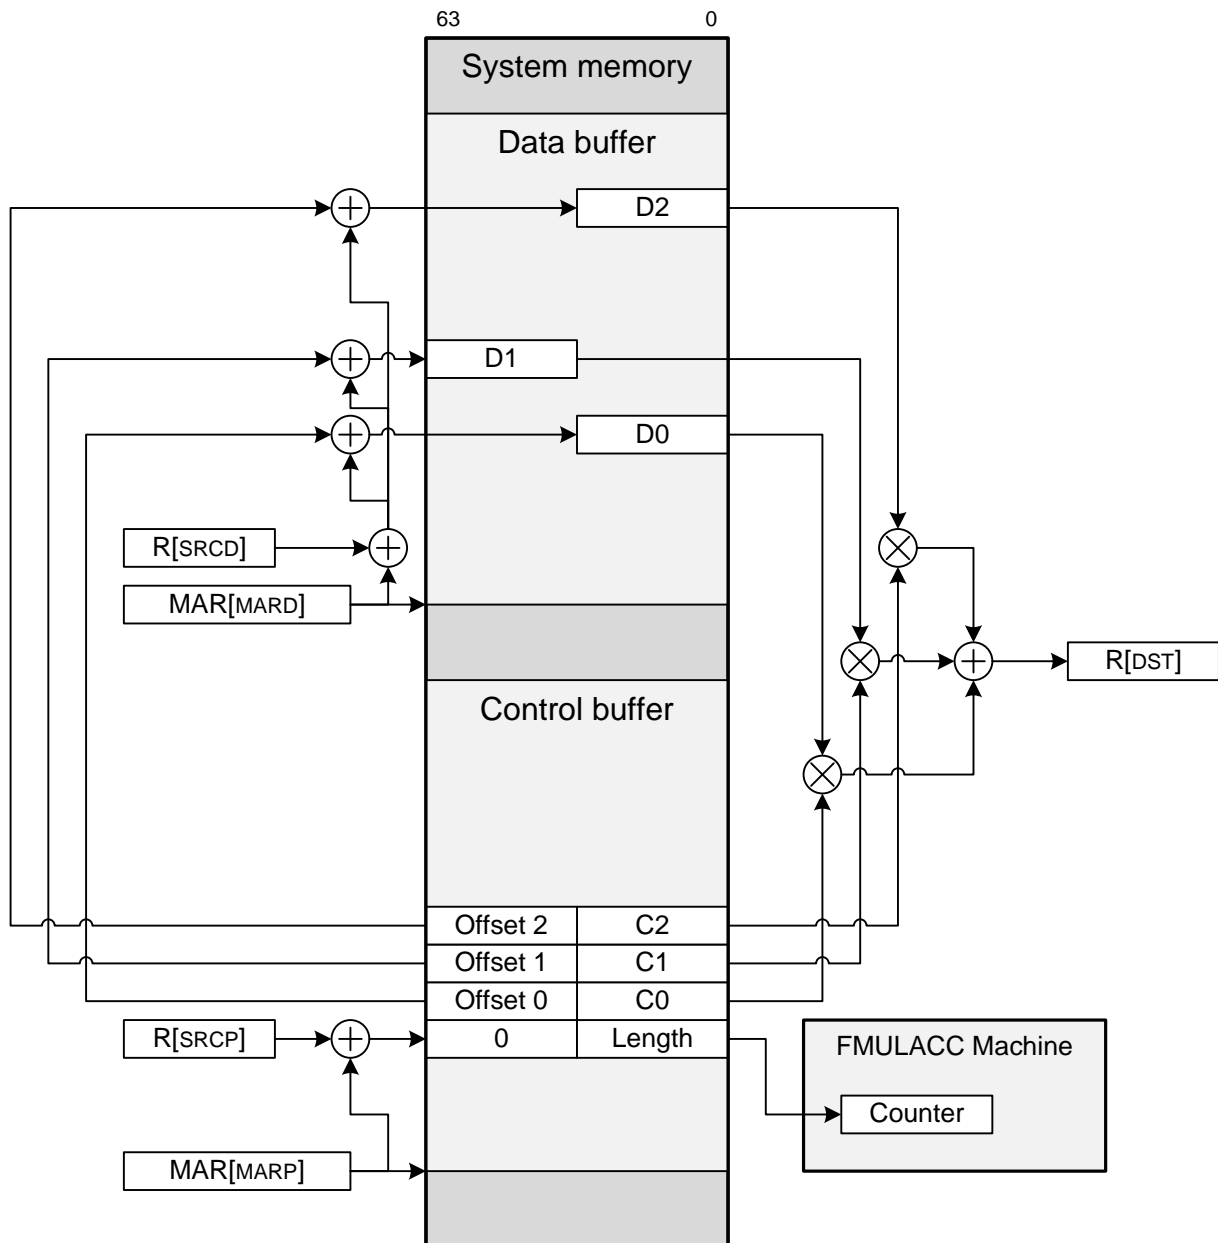 63 0
System memory
Data buffer
D2
D1
D0
R[SRCD]
MAR[MARD]
R[DST]
Control buffer
Offset 2 C2
Offset 1 C1
Offset 0 C0
R[SRCP] 0 Length
FMULACC Machine
Counter
MAR[MARP]